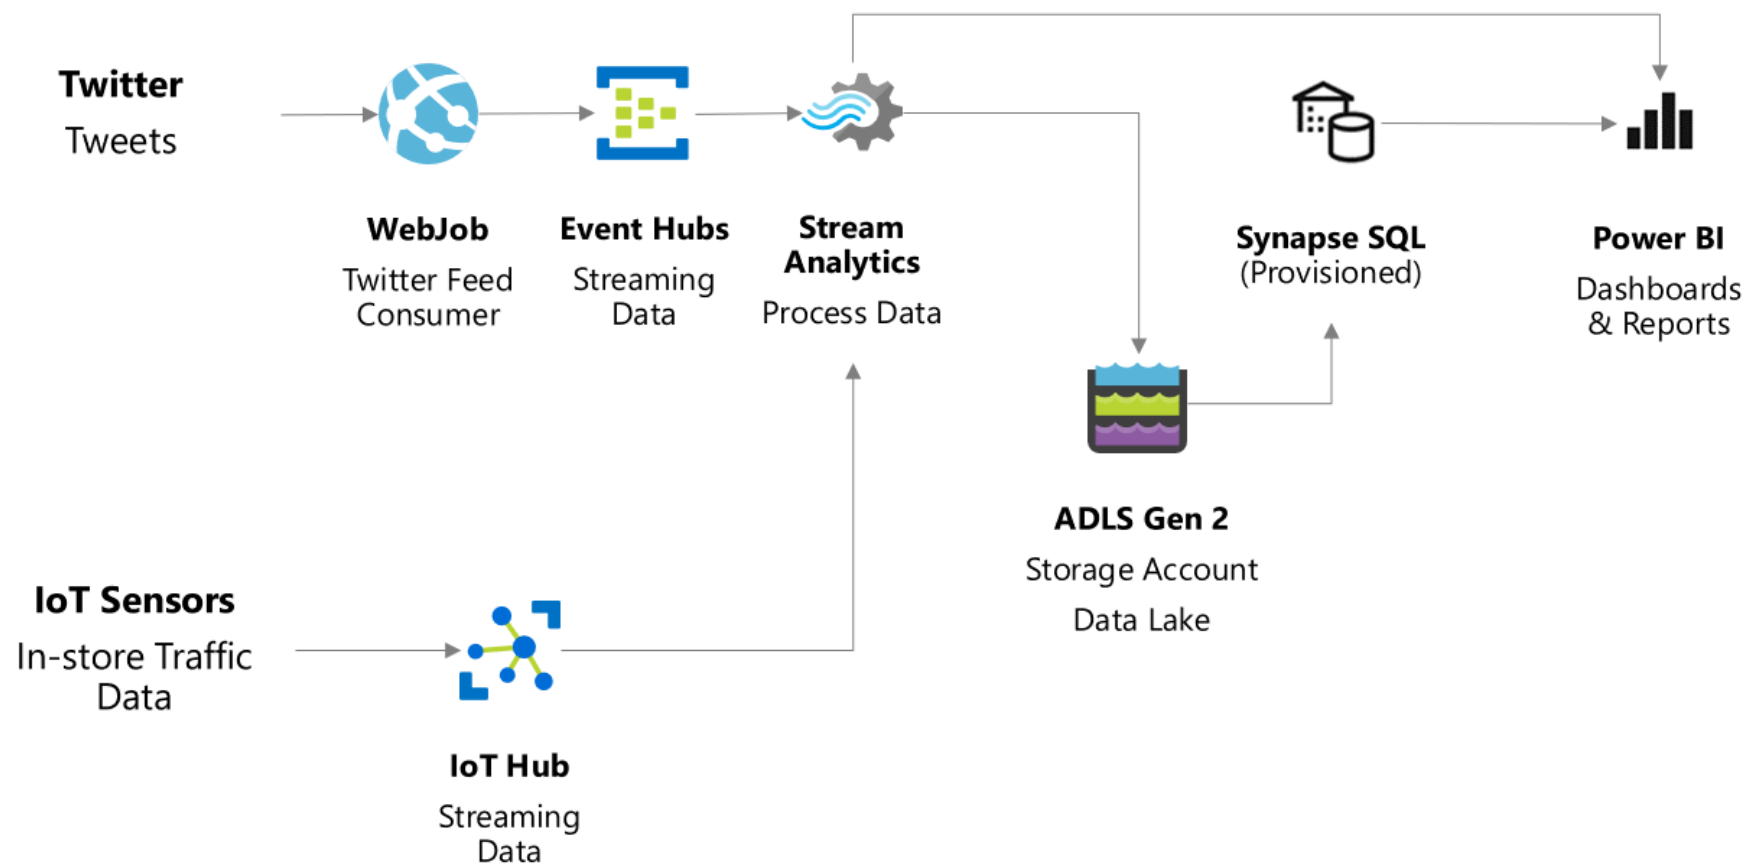 Twitter
Tweets
WebJob
Twitter Feed
Consumer
Event Hubs
Streaming
Data
Stream
Analytics
Process Data
Synapse SQL
(Provisioned)
Power BI
Dashboards
& Reports
ADLS Gen 2
Storage Account
Data Lake
IoT Sensors
In-store Traffic
Data
IoT Hub
Streaming
Data